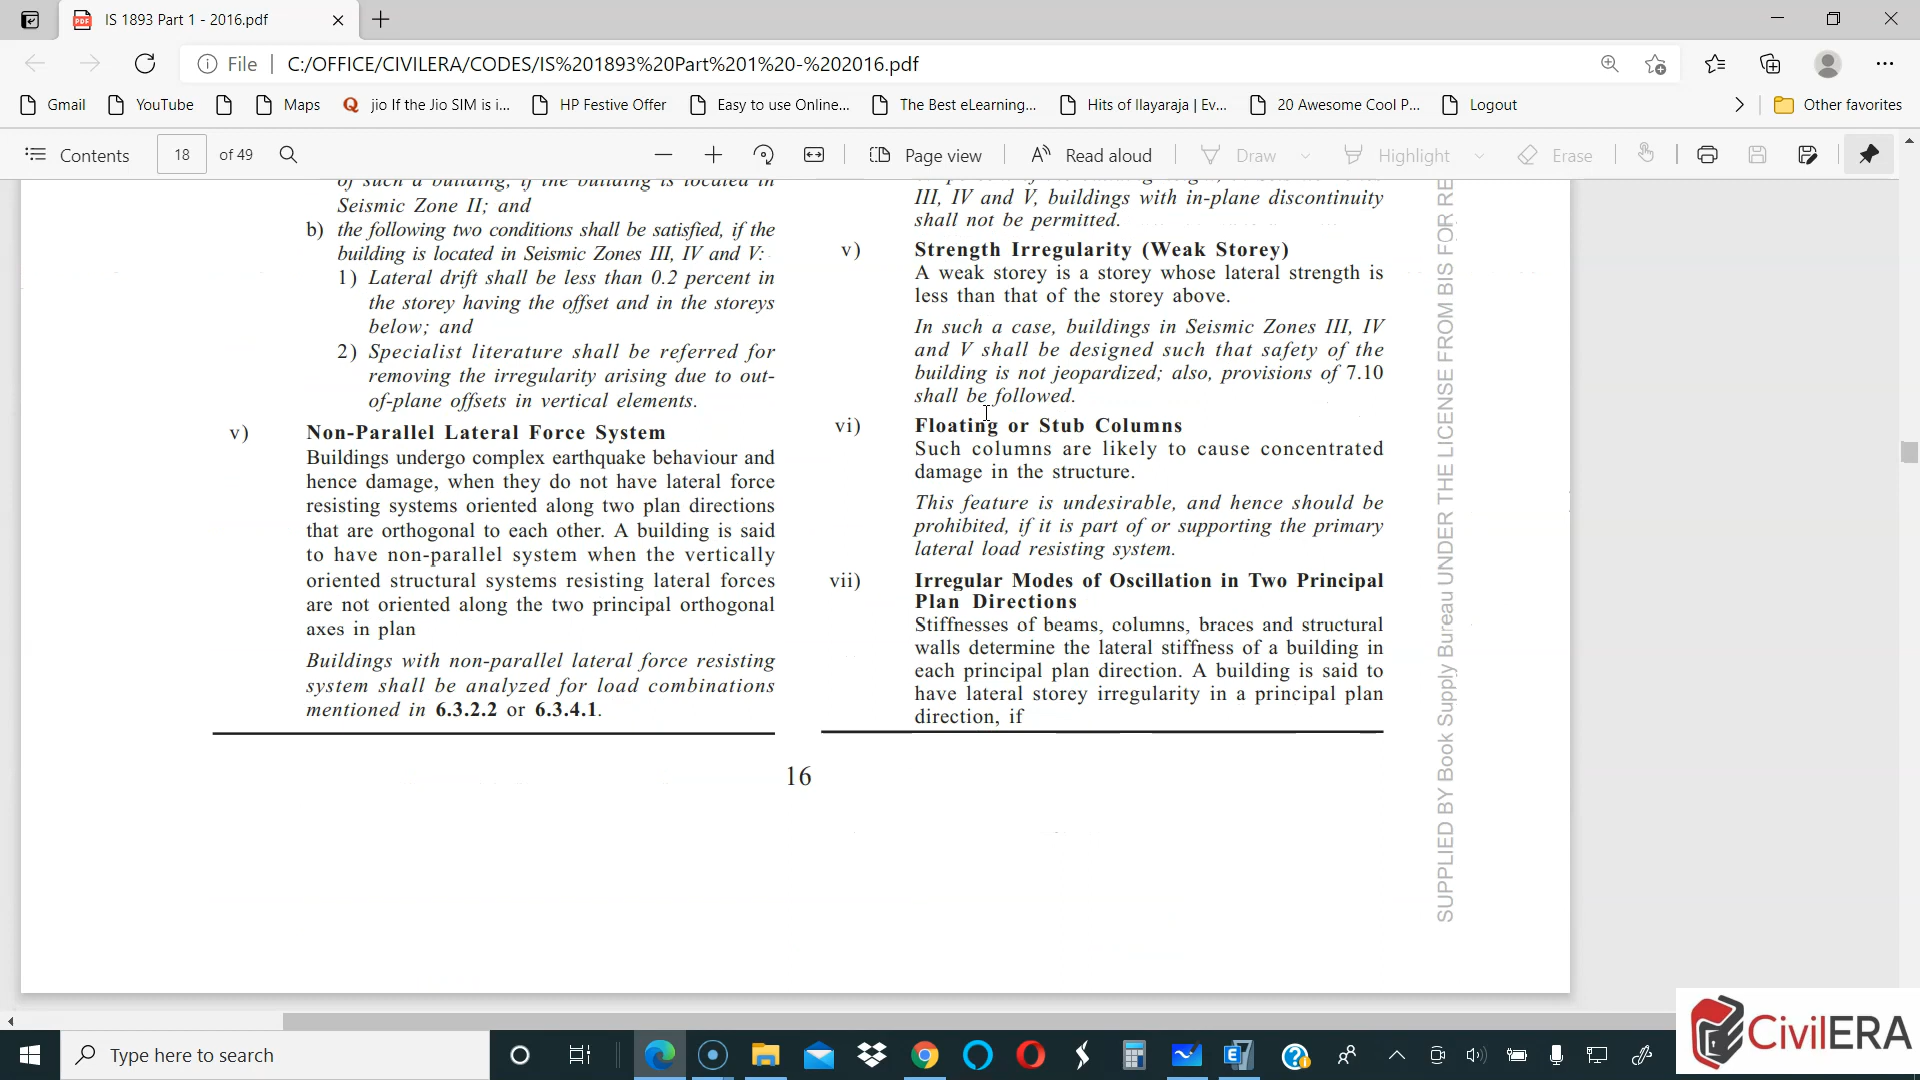 IS 1893 Part 1 - 2016.pdf
File
C:/OFFICE/CIVILERA/CODES/IS%201893%20Part%201%20-%202016.pdf
Gmail
YouTube
Maps
jio If the Jio SIM is i...
HP Festive Offer
Easy to use Online...
The Best eLearning...
Hits of Ilayaraja | Ev...
20 Awesome Cool P...
Logout
Other favorites
Contents
18
of 49
Page view
Read aloud
Draw
Highlight
Erase
of such a building, if the building is located in
Seismic Zone II; and
b) the following two conditions shall be satisfied, if the
building is located in Seismic Zones III, IV and V:
1) Lateral drift shall be less than 0.2 percent in
the storey having the offset and in the storeys
below; and
2) Specialist literature shall be referred for
removing the irregularity arising due to out-
of-plane offsets in vertical elements.
v) Non-Parallel Lateral Force System
Buildings undergo complex earthquake behaviour and
hence damage, when they do not have lateral force
resisting systems oriented along two plan directions
that are orthogonal to each other. A building is said
to have non-parallel system when the vertically
oriented structural systems resisting lateral forces
are not oriented along the two principal orthogonal
axes in plan
Buildings with non-parallel lateral force resisting
system shall be analyzed for load combinations
mentioned in 6.3.2.2 or 6.3.4.1.
III, IV and V, buildings with in-plane discontinuity
shall not be permitted.
v) Strength Irregularity (Weak Storey)
A weak storey is a storey whose lateral strength is
less than that of the storey above.
In such a case, buildings in Seismic Zones III, IV
and V shall be designed such that safety of the
building is not jeopardized; also, provisions of 7.10
shall be followed.
vi) Floating or Stub Columns
Such columns are likely to cause concentrated
damage in the structure.
This feature is undesirable, and hence should be
prohibited, if it is part of or supporting the primary
lateral load resisting system.
vii) Irregular Modes of Oscillation in Two Principal
Plan Directions
Stiffnesses of beams, columns, braces and structural
walls determine the lateral stiffness of a building in
each principal plan direction. A building is said to
have lateral storey irregularity in a principal plan
direction, if
16
SUPPLIED BY Book Supply Bureau UNDER THE LICENSE FROM BIS FOR RE
CivilERA
Type here to search